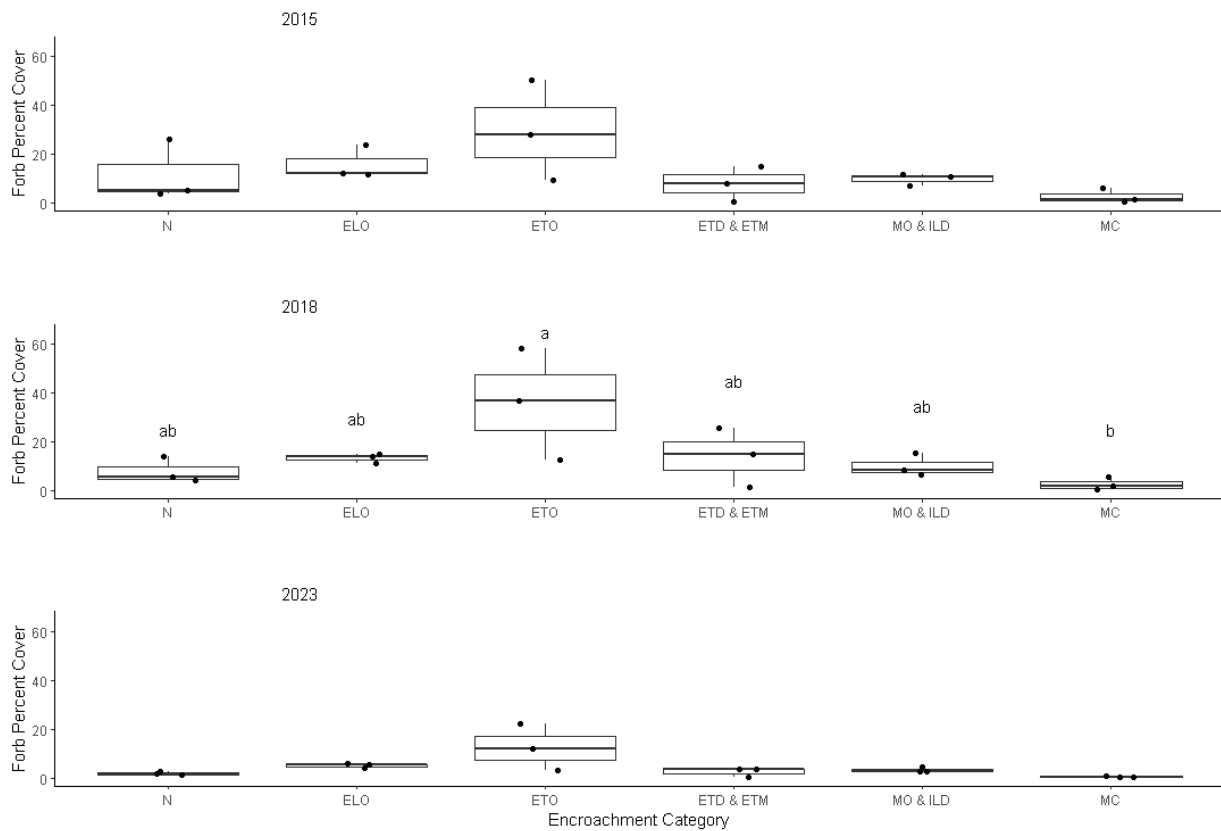 2015
Forb Percent Cover
60
40
20
0
N ELO ETO ETD & ETM MO & ILD MC
2018
Forb Percent Cover
60
40
20
0
ab ab a ab ab b
N ELO ETO ETD & ETM MO & ILD MC
2023
Forb Percent Cover
60
40
20
0
N ELO ETO ETD & ETM MO & ILD MC
Encroachment Category